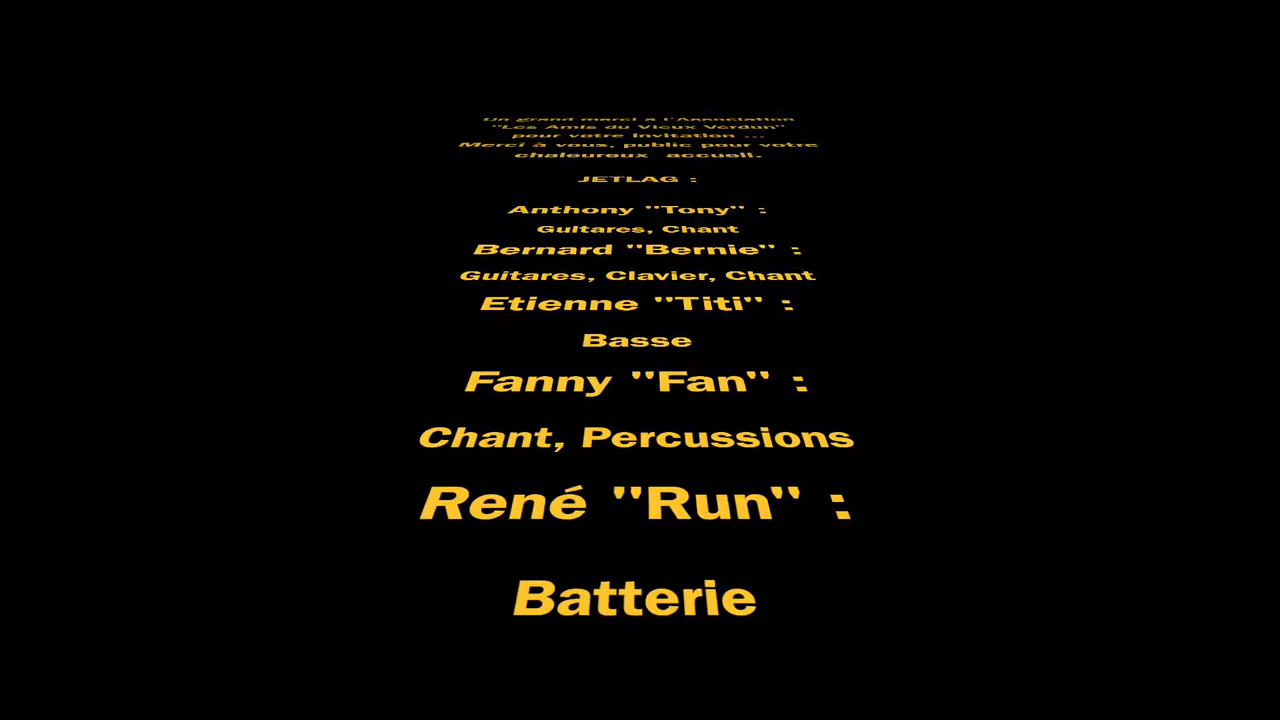 Un grand merci à l'Association
"Les Amis du Vieux Verdun"
pour votre invitation ...
Merci à vous, public pour votre
chaleureux accueil.
JETLAG :
Anthony "Tony" :
Guitares, Chant
Bernard "Bernie" :
Guitares, Clavier, Chant
Etienne "Titi" :
Basse
Fanny "Fan" :
Chant, Percussions
René "Run" :
Batterie